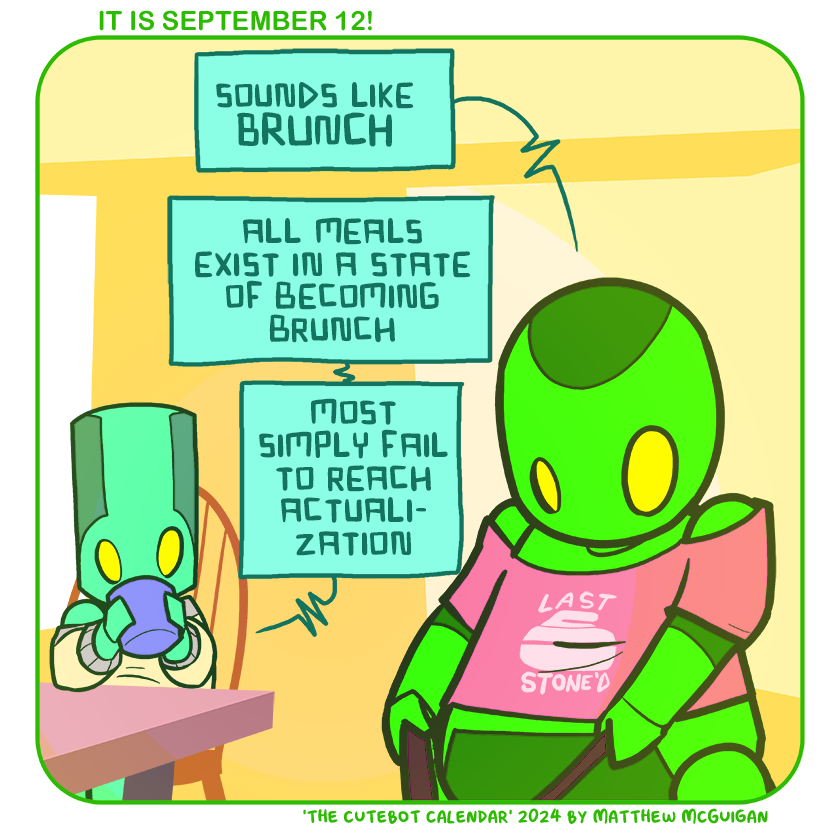 IT IS SEPTEMBER 12!
SOUNDS LIKE
BRUNCH
ALL MEALS
EXIST IN A STATE
OF BECOMING
BRUNCH
MOST
SIMPLY FAIL
TO REACH
ACTUALI-
ZATION
LAST
STONE'D
'THE CUTEBOT CALENDAR' 2024 BY MATTHEW MCGUIGAN